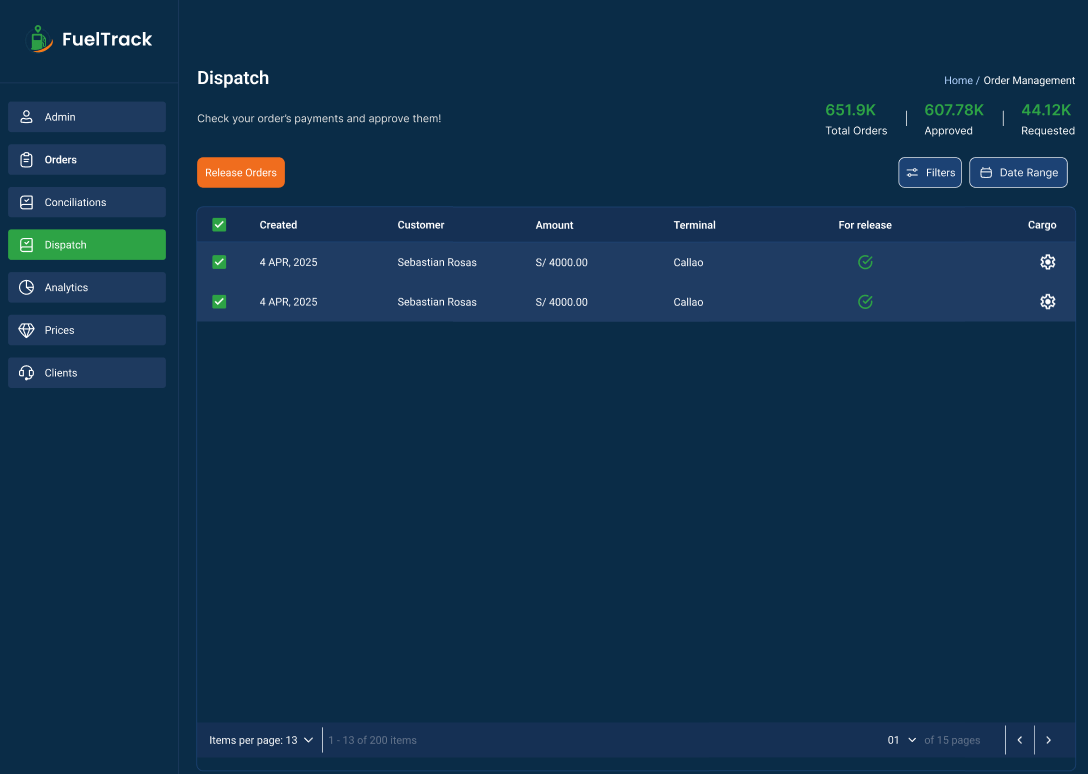 FuelTrack
Admin
Orders
Conciliations
Dispatch
Analytics
Prices
Clients
Dispatch
Home / Order Management
Check your order's payments and approve them!
651.9K 607.78K 44.12K
Total Orders Approved Requested
Release Orders Filters Date Range
Created Customer Amount Terminal For release Cargo
4 APR, 2025 Sebastian Rosas S/ 4000.00 Callao
4 APR, 2025 Sebastian Rosas S/ 4000.00 Callao
Items per page: 13 1 - 13 of 200 items 01 of 15 pages